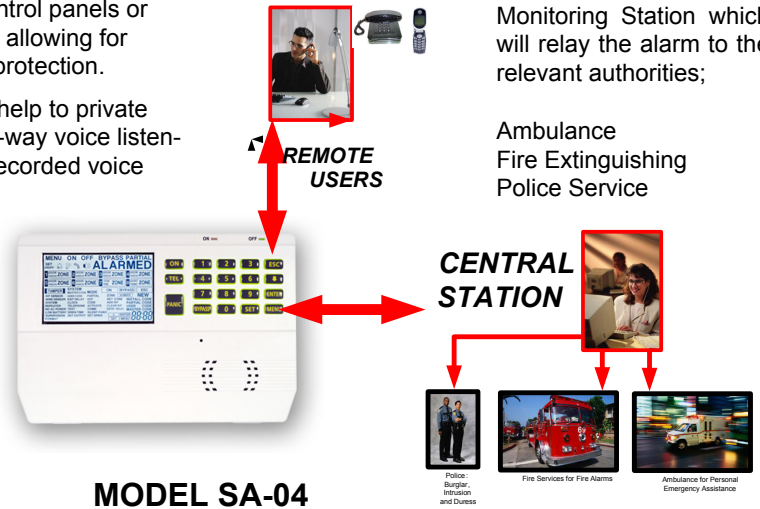 ntrol panels or
allowing for
protection.
help to private
-way voice listen-
ecorded voice
Monitoring Station which
will relay the alarm to the
relevant authorities;
Ambulance
Fire Extinguishing
Police Service
REMOTE
USERS
ON
OFF
MENU ON OFF BYPASS PARTIAL
ALARMED
ZONE ZONE ZONE ZONE
ZONE ZONE ZONE ZONE
TAMPER SYSTEM
ON 1 2 3 ESC
TEL 4 5 6 8
PANIC 7 8 9 ENTER
BYPASS 0 SET MENU
CENTRAL
STATION
Police:
Burglar,
Intrusion
and Duress
Fire Services for Fire Alarms
Ambulance for Personal
Emergency Assistance
MODEL SA-04